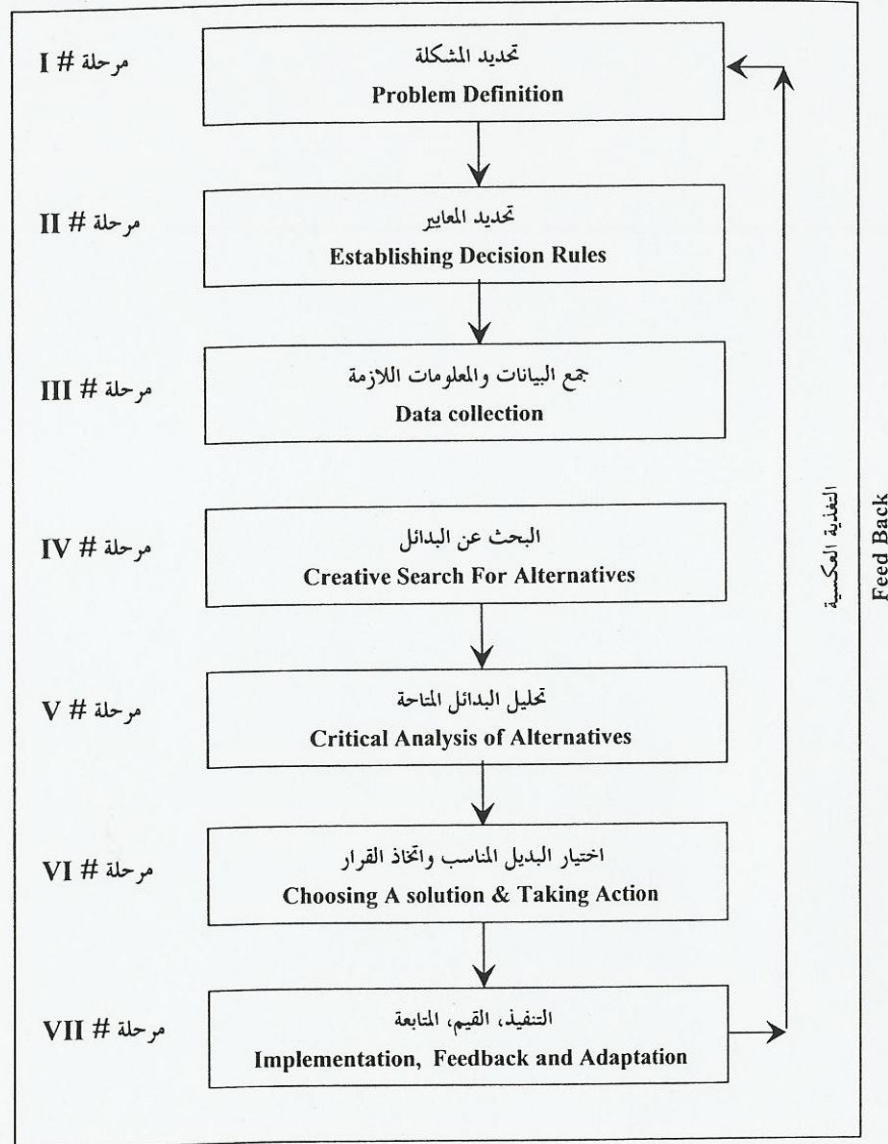 مرحلة # I
تحديد المشكلة
Problem Definition
مرحلة # II
تحديد المعايير
Establishing Decision Rules
مرحلة # III
جمع البيانات والمعلومات اللازمة
Data collection
مرحلة # IV
البحث عن البدائل
Creative Search For Alternatives
مرحلة # V
تحليل البدائل المتاحة
Critical Analysis of Alternatives
مرحلة # VI
اختيار البديل المناسب واتخاذ القرار
Choosing A solution & Taking Action
مرحلة # VII
التنفيذ، القيم، المتابعة
Implementation, Feedback and Adaptation
التغذية العكسية
Feed Back